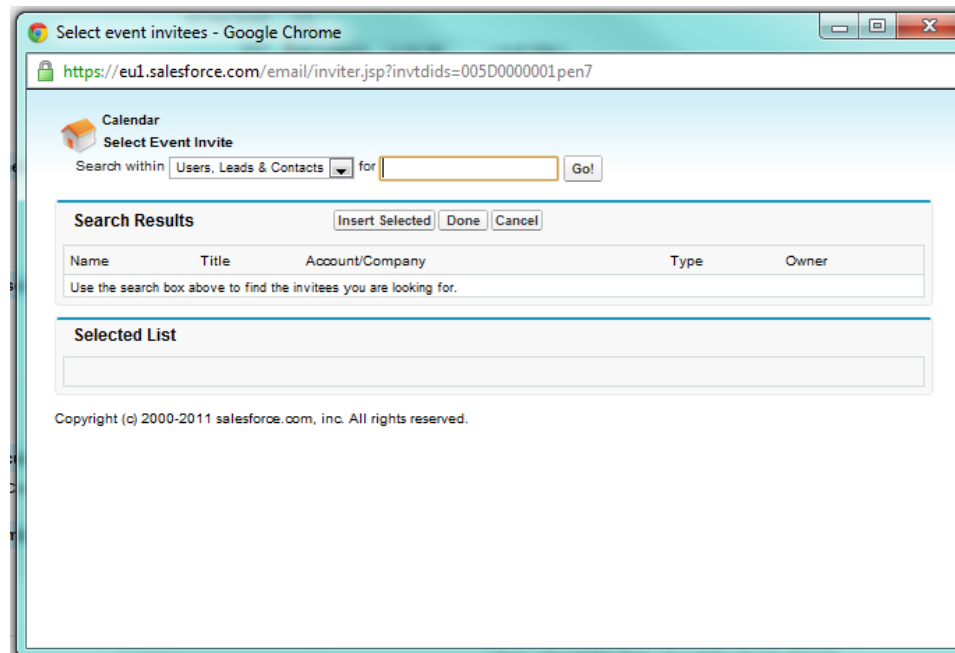 Select event invitees - Google Chrome
https://eu1.salesforce.com/email/inviter.jsp?invtdids=005D0000001pen7
Calendar
Select Event Invite
Search within Users, Leads & Contacts for Go!
Search Results Insert Selected Done Cancel
Name Title Account/Company Type Owner
Use the search box above to find the invitees you are looking for.
Selected List
Copyright (c) 2000-2011 salesforce.com, inc. All rights reserved.